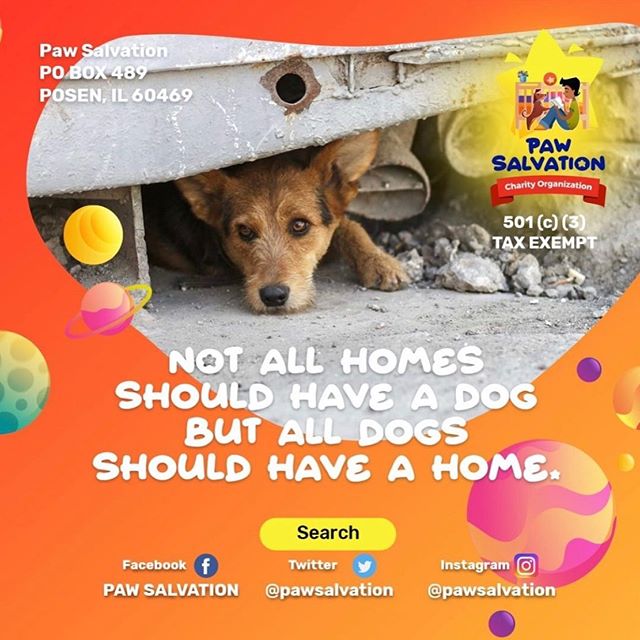 Paw Salvation
PO BOX 489
POSEN, IL 60469
PAW
SALVATION
Charity Organization
501 (c) (3)
TAX EXEMPT
NOT ALL HOMES
SHOULD HAVE A DOG
BUT ALL DOGS
SHOULD HAVE A HOME.
Search
Facebook
PAW SALVATION
Twitter
@pawsalvation
Instagram
@pawsalvation